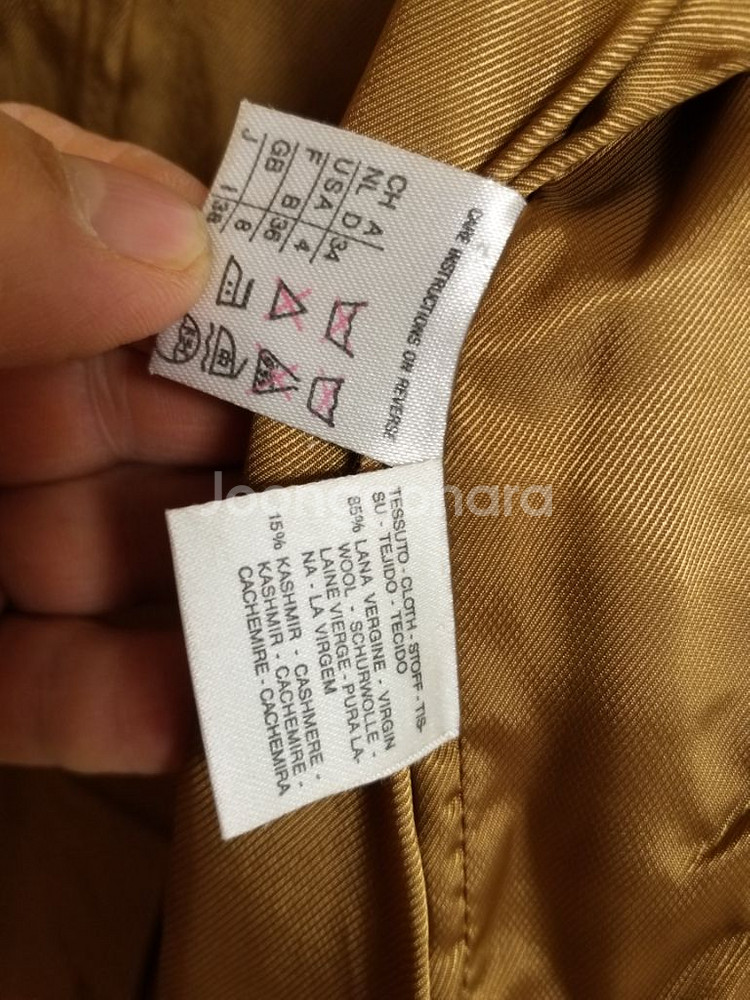 CARE INSTRUCTIONS ON REVERSE
CH A
NL D 34
USA 4
F B 36
GB 8
J I 38
TESSUTO - CLOTH - STOFF - TIS-
SU - TEJIDO - TECIDO
85% LANA VERGINE - VIRGIN
WOOL - SCHURWOLLE -
LAINE VIERGE - PURA LA-
NA - LA VIRGEM
15% KASHMIR - CASHMERE -
KASHMIR - CACHEMIRE -
CACHEMIRE - CACHEMIRA